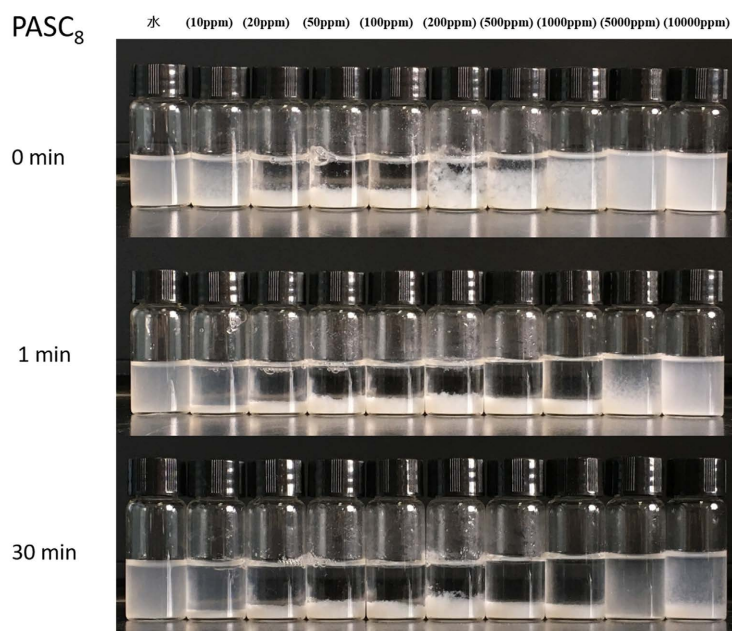 PASC8
水 (10ppm) (20ppm) (50ppm) (100ppm) (200ppm) (500ppm) (1000ppm) (5000ppm) (10000ppm)
0 min
1 min
30 min